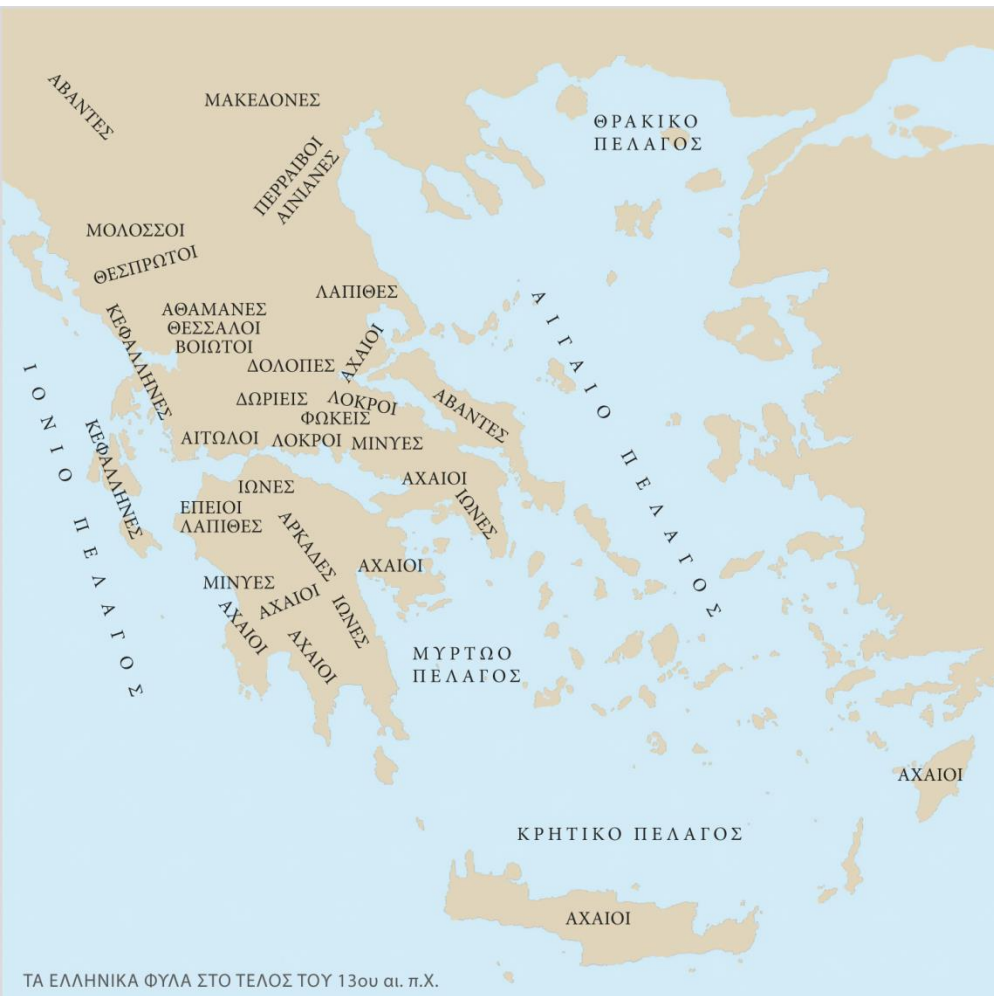 ΑΒΑΝΤΕΣ
ΜΑΚΕΔΟΝΕΣ
ΘΡΑΚΙΚΟ
ΠΕΛΑΓΟΣ
ΠΕΡΡΑΙΒΟΙ
ΑΙΝΙΑΝΕΣ
ΜΟΛΟΣΣΟΙ
ΘΕΣΠΡΩΤΟΙ
ΛΑΠΙΘΕΣ
ΚΕΦΑΛΛΗΝΕΣ
ΑΘΑΜΑΝΕΣ
ΘΕΣΣΑΛΟΙ
ΒΟΙΩΤΟΙ
ΑΧΑΙΟΙ
ΔΟΛΟΠΕΣ
ΑΙΓΑΙΟ ΠΕΛΑΓΟΣ
ΙΟΝΙΟ ΠΕΛΑΓΟΣ
ΔΩΡΙΕΙΣ
ΛΟΚΡΟΙ
ΦΩΚΕΙΣ
ΑΒΑΝΤΕΣ
ΑΙΤΩΛΟΙ
ΛΟΚΡΟΙ
ΜΙΝΥΕΣ
ΚΕΦΑΛΛΗΝΕΣ
ΙΩΝΕΣ
ΑΧΑΙΟΙ
ΙΩΝΕΣ
ΕΠΕΙΟΙ
ΛΑΠΙΘΕΣ
ΑΡΚΑΔΕΣ
ΑΧΑΙΟΙ
ΜΙΝΥΕΣ
ΑΧΑΙΟΙ
ΙΩΝΕΣ
ΑΧΑΙΟΙ
ΑΧΑΙΟΙ
ΜΥΡΤΩΟ
ΠΕΛΑΓΟΣ
ΑΧΑΙΟΙ
ΚΡΗΤΙΚΟ ΠΕΛΑΓΟΣ
ΑΧΑΙΟΙ
ΤΑ ΕΛΛΗΝΙΚΑ ΦΥΛΑ ΣΤΟ ΤΕΛΟΣ ΤΟΥ 13ου αι. π.Χ.